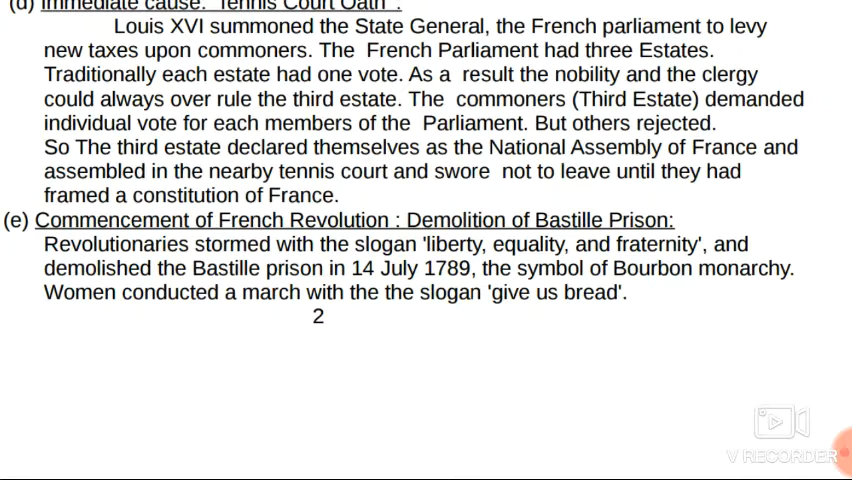 (d) Immediate cause: 'Tennis Court Oath' :
Louis XVI summoned the State General, the French parliament to levy
new taxes upon commoners. The French Parliament had three Estates.
Traditionally each estate had one vote. As a result the nobility and the clergy
could always over rule the third estate. The commoners (Third Estate) demanded
individual vote for each members of the Parliament. But others rejected.
So The third estate declared themselves as the National Assembly of France and
assembled in the nearby tennis court and swore not to leave until they had
framed a constitution of France.
(e) Commencement of French Revolution : Demolition of Bastille Prison:
Revolutionaries stormed with the slogan 'liberty, equality, and fraternity', and
demolished the Bastille prison in 14 July 1789, the symbol of Bourbon monarchy.
Women conducted a march with the the slogan 'give us bread'.
2
V RECORDER